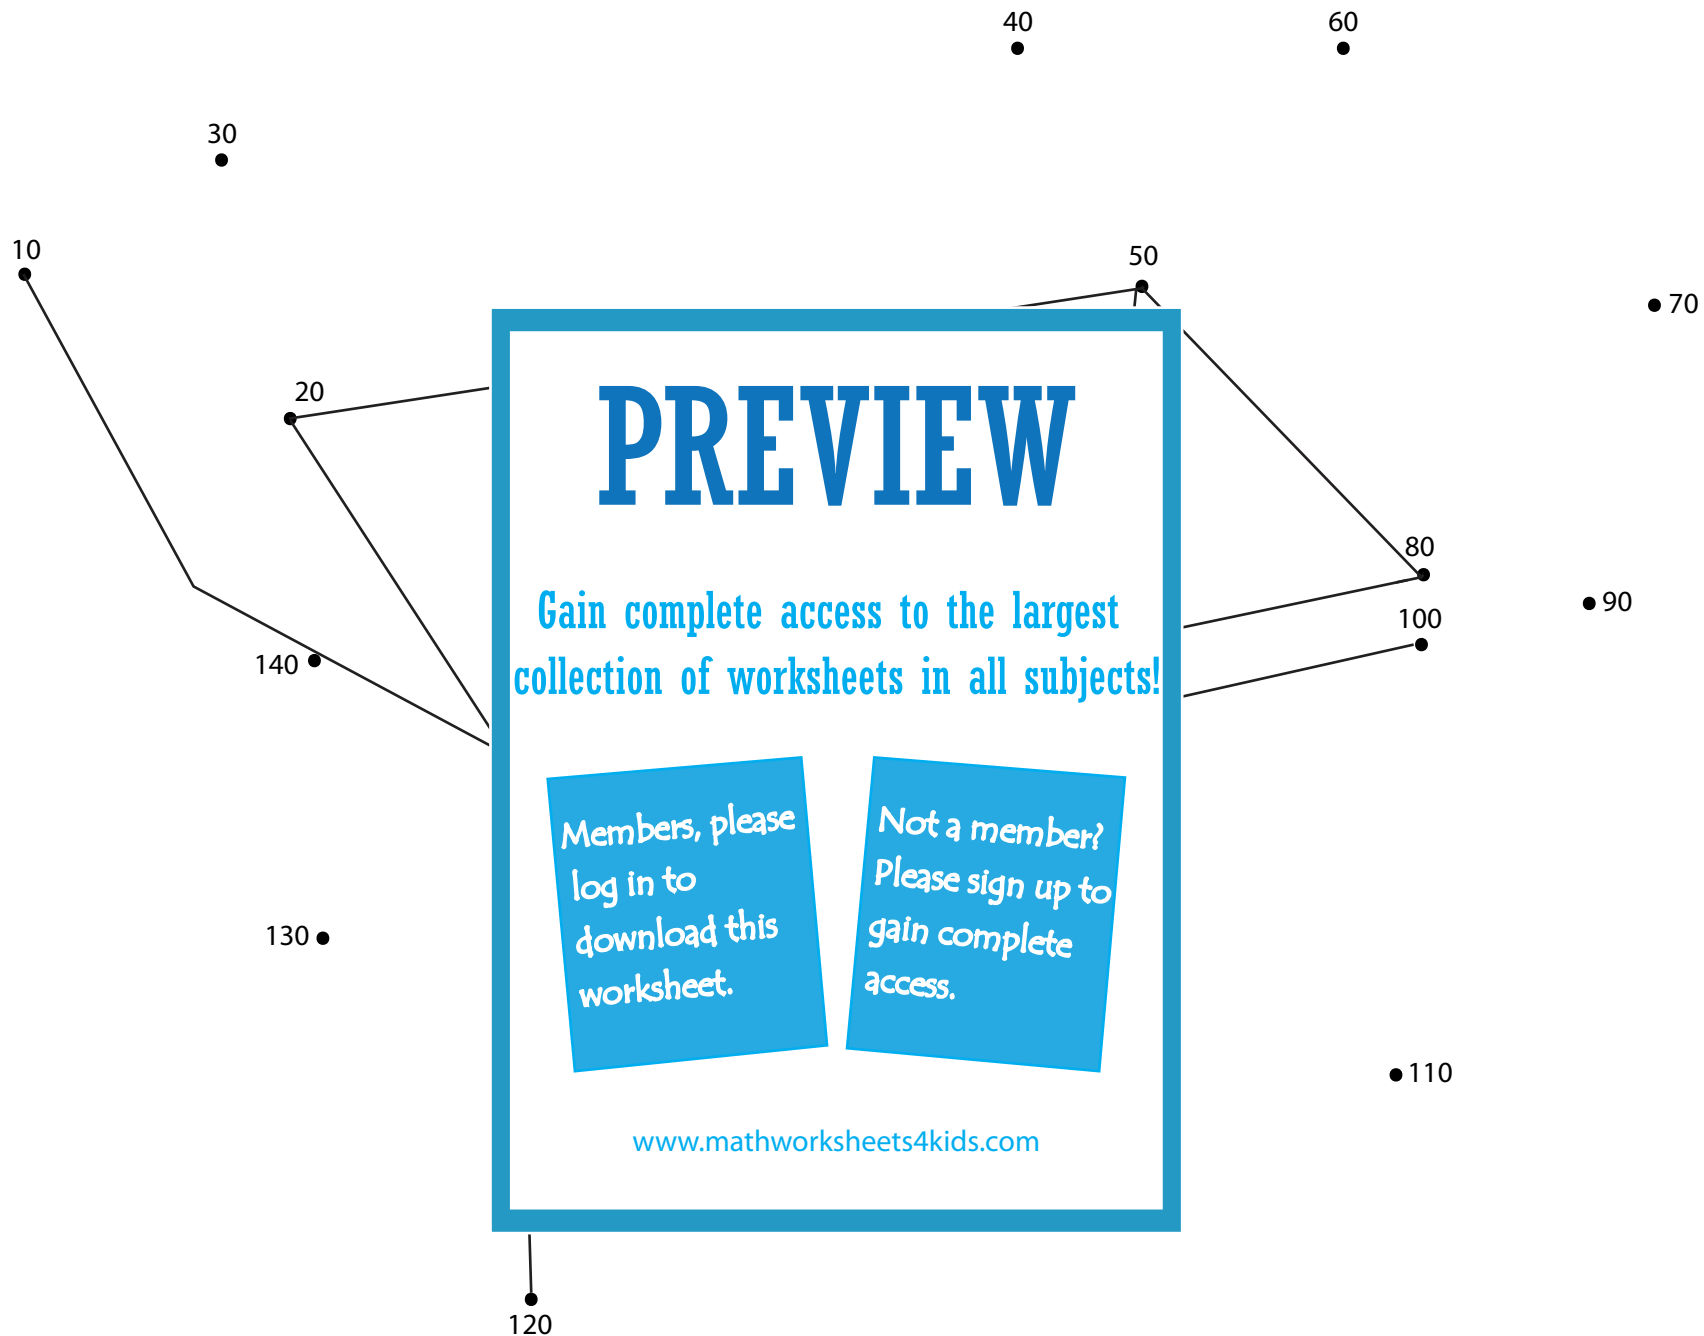 40
60
30
10
50
70
20
80
90
100
140
130
110
120
PREVIEW
Gain complete access to the largest
collection of worksheets in all subjects!
Members, please
log in to
download this
worksheet.
Not a member?
Please sign up to
gain complete
access.
www.mathworksheets4kids.com